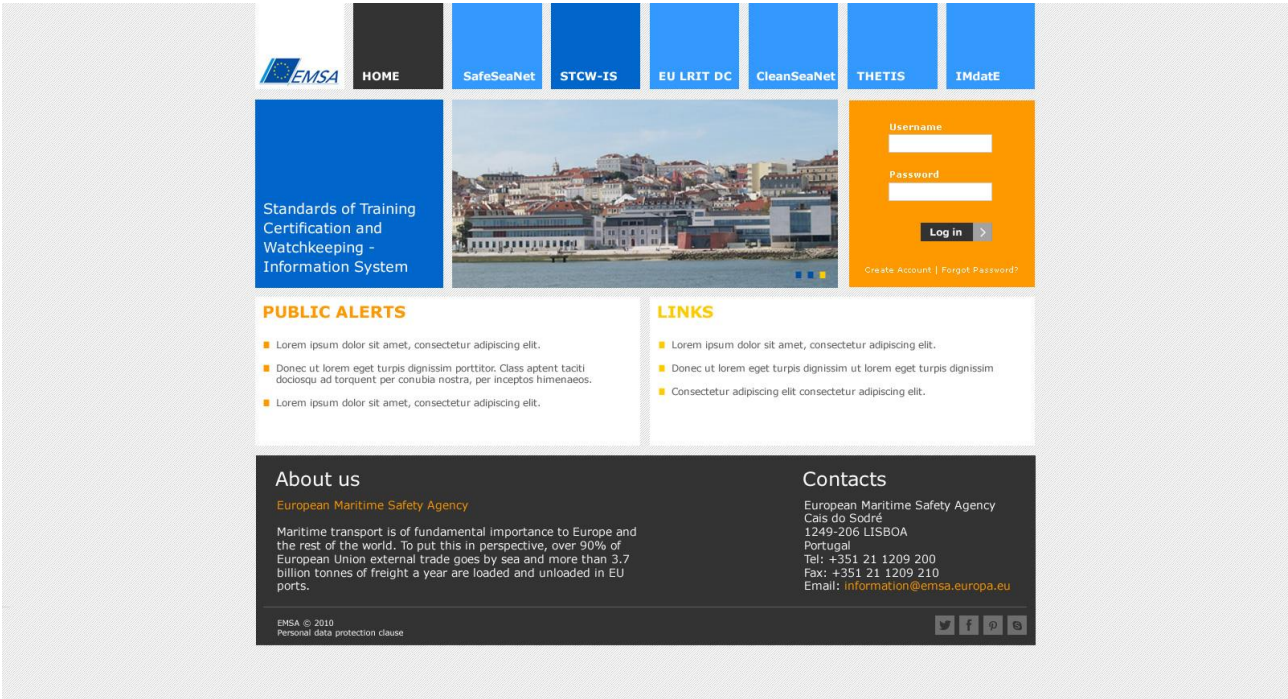 EMSA
HOME
SafeSeaNet
STCW-IS
EU LRIT DC
CleanSeaNet
THETIS
IMdatE
Standards of Training
Certification and
Watchkeeping -
Information System
Username
Password
Log in >
Create Account | Forgot Password?
PUBLIC ALERTS
Lorem ipsum dolor sit amet, consectetur adipiscing elit.
Donec ut lorem eget turpis dignissim porttitor. Class aptent taciti
dociosqu ad torquent per conubia nostra, per inceptos himenaeos.
Lorem ipsum dolor sit amet, consectetur adipiscing elit.
LINKS
Lorem ipsum dolor sit amet, consectetur adipiscing elit.
Donec ut lorem eget turpis dignissim ut lorem eget turpis dignissim
Consectetur adipiscing elit consectetur adipiscing elit.
About us
European Maritime Safety Agency
Maritime transport is of fundamental importance to Europe and
the rest of the world. To put this in perspective, over 90% of
European Union external trade goes by sea and more than 3.7
billion tonnes of freight a year are loaded and unloaded in EU
ports.
Contacts
European Maritime Safety Agency
Cais do Sodré
1249-206 LISBOA
Portugal
Tel: +351 21 1209 200
Fax: +351 21 1209 210
Email: information@emsa.europa.eu
EMSA © 2010
Personal data protection clause